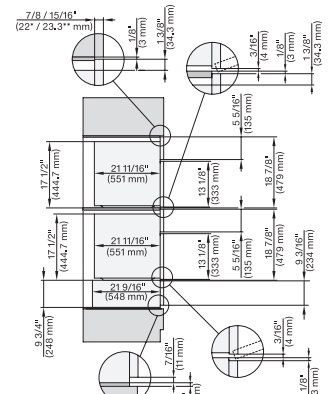 7/8 / 15/16"
(22* / 23.3** mm)
1/8"
(3 mm)
1 3/8"
(34.3 mm)
3/16"
(4 mm)
1/8"
(3 mm)
1 3/8"
(34.3 mm)
5 5/16"
(135 mm)
17 1/2"
(444.7 mm)
21 11/16"
(551 mm)
13 1/8"
(333 mm)
18 7/8"
(479 mm)
17 1/2"
(444.7 mm)
21 11/16"
(551 mm)
13 1/8"
(333 mm)
5 5/16"
(135 mm)
18 7/8"
(479 mm)
9 3/16"
(234 mm)
21 9/16"
(548 mm)
9 3/4"
(248 mm)
7/16"
(11 mm)
3/16"
(4 mm)
1/8"
3 mm)